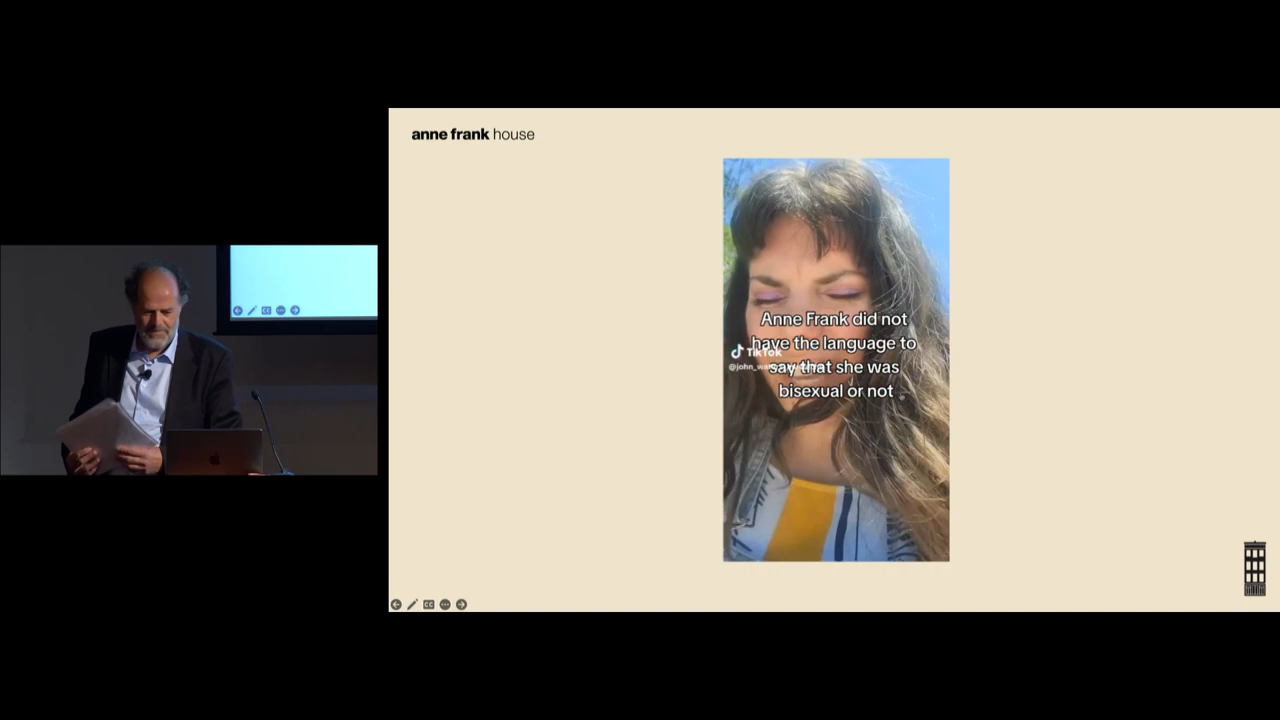 anne frank house
Anne Frank did not
have the language to
TikTok
say that she was
bisexual or not